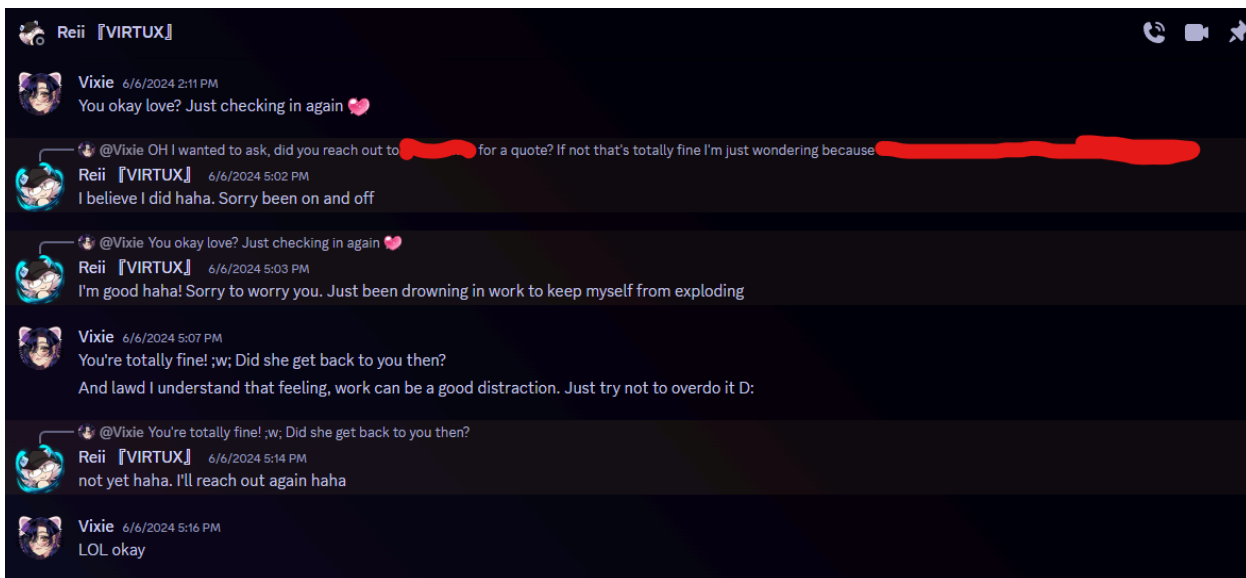 Reii 『VIRTUX』
Vixie 6/6/2024 2:11 PM
You okay love? Just checking in again
@Vixie OH I wanted to ask, did you reach out to for a quote? If not that's totally fine I'm just wondering because
Reii 『VIRTUX』 6/6/2024 5:02 PM
I believe I did haha. Sorry been on and off
@Vixie You okay love? Just checking in again
Reii 『VIRTUX』 6/6/2024 5:03 PM
I'm good haha! Sorry to worry you. Just been drowning in work to keep myself from exploding
Vixie 6/6/2024 5:07 PM
You're totally fine! ;w; Did she get back to you then?
And lawd I understand that feeling, work can be a good distraction. Just try not to overdo it D:
@Vixie You're totally fine! ;w; Did she get back to you then?
Reii 『VIRTUX』 6/6/2024 5:14 PM
not yet haha. I'll reach out again haha
Vixie 6/6/2024 5:16 PM
LOL okay